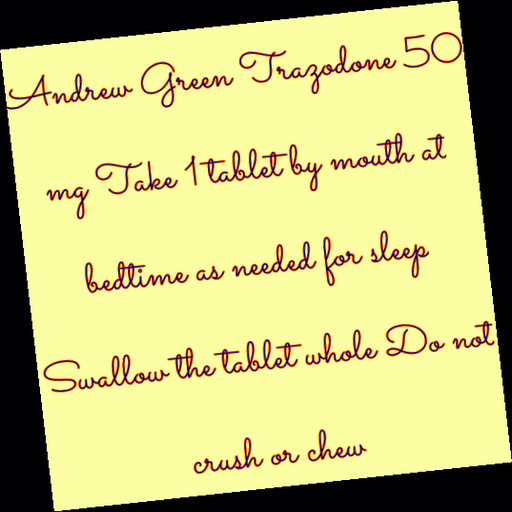 Andrew Green Trazodone 50
mg Take 1 tablet by mouth at
bedtime as needed for sleep
Swallow the tablet whole Do not
crush or chew